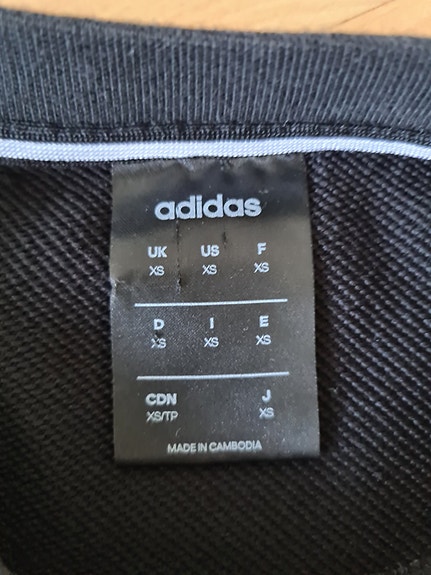 adidas
UK US F
XS XS XS
D I E
XS XS XS
CDN J
XS/TP XS
MADE IN CAMBODIA